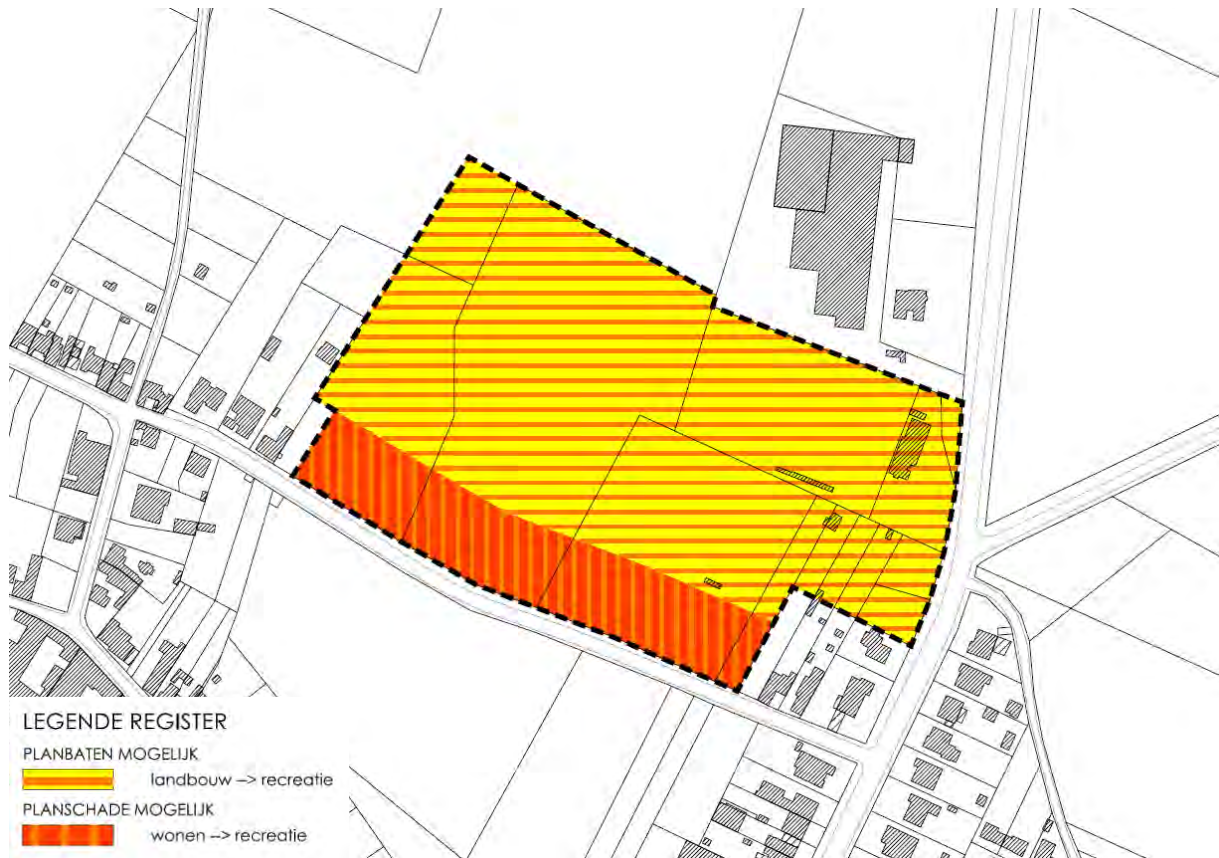 LEGENDE REGISTER
PLANBATEN MOGELIJK
landbouw –> recreatie
PLANSCHADE MOGELIJK
wonen --> recreatie